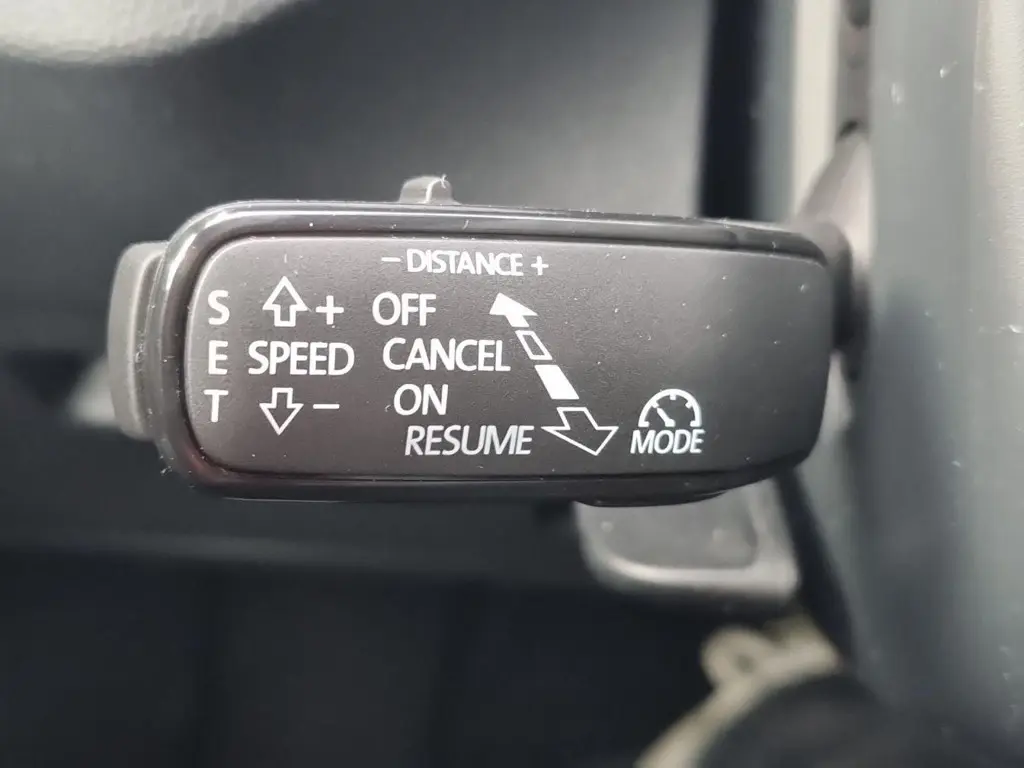 - DISTANCE +
S + OFF
E SPEED CANCEL
T - ON
RESUME MODE